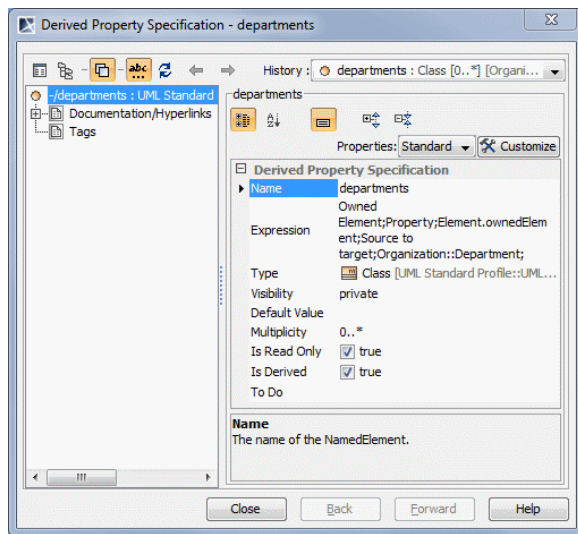 Derived Property Specification - departments
History : departments : Class [0..*] [Organi...
-/departments : UML Standard
Documentation/Hyperlinks
Tags
departments
Properties: Standard Customize
Derived Property Specification
Name departments
Expression Owned
Element;Property;Element.ownedElem
ent;Source to
target;Organization::Department;
Type Class [UML Standard Profile::UML...
Visibility private
Default Value
Multiplicity 0..*
Is Read Only true
Is Derived true
To Do
Name
The name of the NamedElement.
Close Back Forward Help